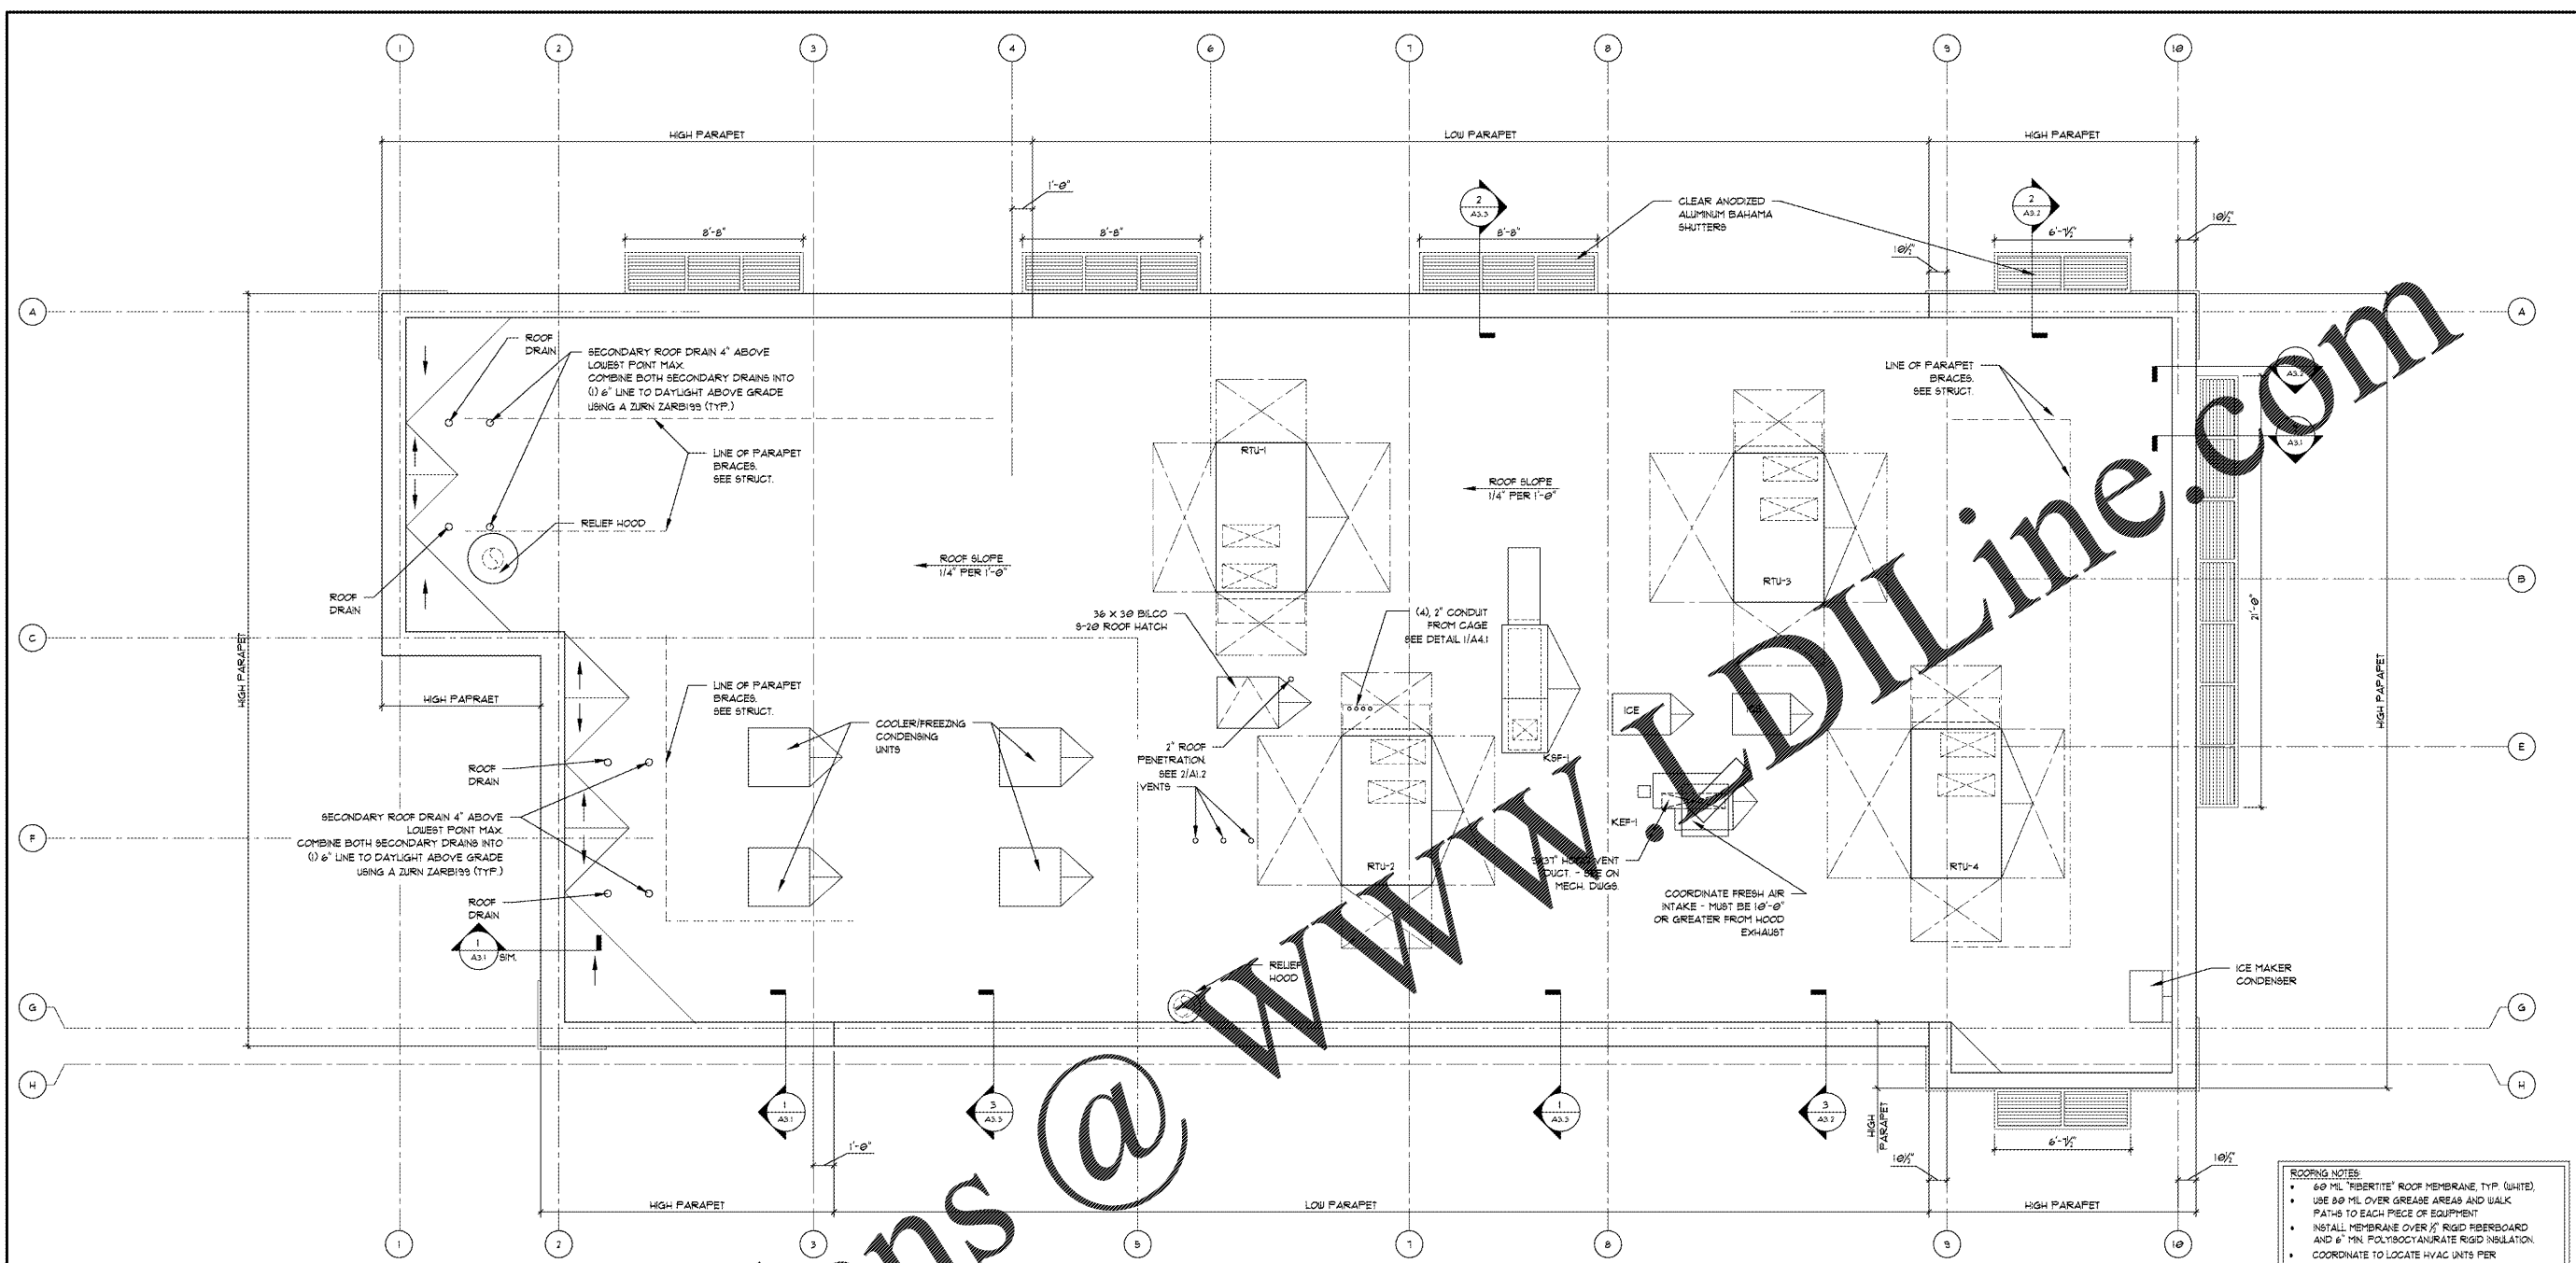 1 2 3 4 6 7 8 9 10
HIGH PARAPET
LOW PARAPET
HIGH PARAPET
1'-0"
8'-8"
8'-8"
8'-8"
2
A3.3
CLEAR ANODIZED
ALUMINUM BAHAMA
SHUTTERS
2
A3.2
6'-7½"
10½"
10½"
A
A
ROOF
DRAIN
SECONDARY ROOF DRAIN 4" ABOVE
LOWEST POINT MAX.
COMBINE BOTH SECONDARY DRAINS INTO
(1) 6" LINE TO DAYLIGHT ABOVE GRADE
USING A ZURN ZARB199 (TYP.)
LINE OF PARAPET
BRACES.
SEE STRUCT.
A3.2
A3.1
LINE OF PARAPET
BRACES.
SEE STRUCT.
RTU-1
ROOF SLOPE
1/4" PER 1'-0"
RELIEF HOOD
ROOF SLOPE
1/4" PER 1'-0"
RTU-3
B
ROOF
DRAIN
36 X 30 BILCO
S-20 ROOF HATCH
(4), 2" CONDUIT
FROM CAGE
SEE DETAIL 1/A4.1
21'-0"
C
HIGH PARAPET
HIGH PAPRAET
LINE OF PARAPET
BRACES.
SEE STRUCT.
COOLER/FREEZING
CONDENSING
UNITS
ICE
ICE
HIGH PARAPET
2" ROOF
PENETRATION.
SEE 2/A1.2
VENTS
KSF-1
E
ROOF
DRAIN
SECONDARY ROOF DRAIN 4" ABOVE
LOWEST POINT MAX.
COMBINE BOTH SECONDARY DRAINS INTO
(1) 6" LINE TO DAYLIGHT ABOVE GRADE
USING A ZURN ZARB199 (TYP.)
F
KEF-1
F
RTU-2
HOOD VENT
DUCT. - SEE ON
MECH. DWGS.
RTU-4
COORDINATE FRESH AIR
INTAKE - MUST BE 10'-0"
OR GREATER FROM HOOD
EXHAUST
ROOF
DRAIN
1
A3.1
SIM.
RELIEF
HOOD
ICE MAKER
CONDENSER
G
G
H
H
1
A3.1
3
A3.3
1
A3.3
3
A3.2
HIGH
PARAPET
1'-0"
6'-7½"
10½"
10½"
HIGH PARAPET
LOW PARAPET
HIGH PARAPET
1 2 3 5 7 8 9 10
ROOFING NOTES:
• 60 MIL "FIBERTITE" ROOF MEMBRANE, TYP. (WHITE),
• USE 80 MIL OVER GREASE AREAS AND WALK
PATHS TO EACH PIECE OF EQUIPMENT
• INSTALL MEMBRANE OVER ½" RIGID FIBERBOARD
AND 6" MIN. POLYISOCYANURATE RIGID INSULATION.
• COORDINATE TO LOCATE HVAC UNITS PER
ns @ www.LDILine.com